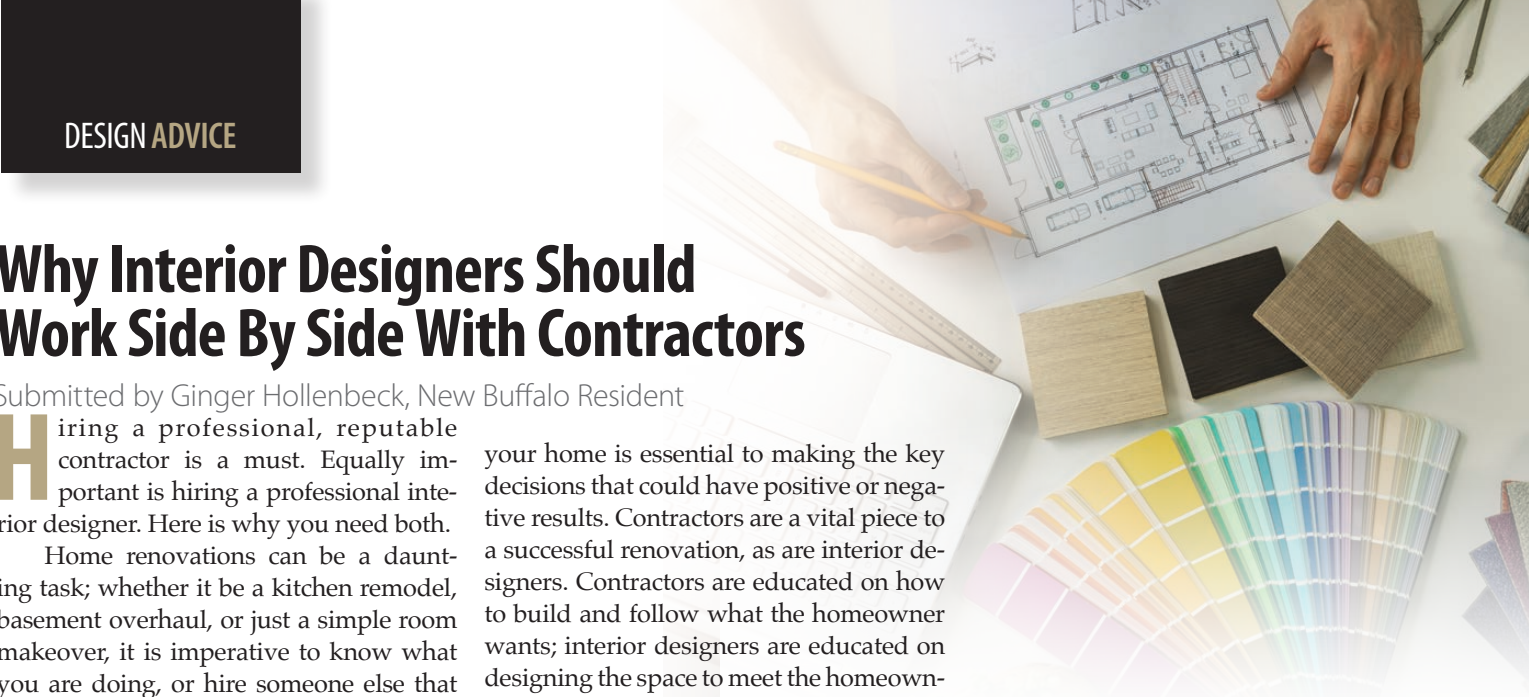 DESIGN ADVICE
Why Interior Designers Should
Work Side By Side With Contractors
Submitted by Ginger Hollenbeck, New Buffalo Resident
Hiring a professional, reputable
contractor is a must. Equally im-
portant is hiring a professional inte-
rior designer. Here is why you need both.
Home renovations can be a daunt-
ing task; whether it be a kitchen remodel,
basement overhaul, or just a simple room
makeover, it is imperative to know what
you are doing, or hire someone else that
your home is essential to making the key
decisions that could have positive or nega-
tive results. Contractors are a vital piece to
a successful renovation, as are interior de-
signers. Contractors are educated on how
to build and follow what the homeowner
wants; interior designers are educated on
designing the space to meet the homeown-